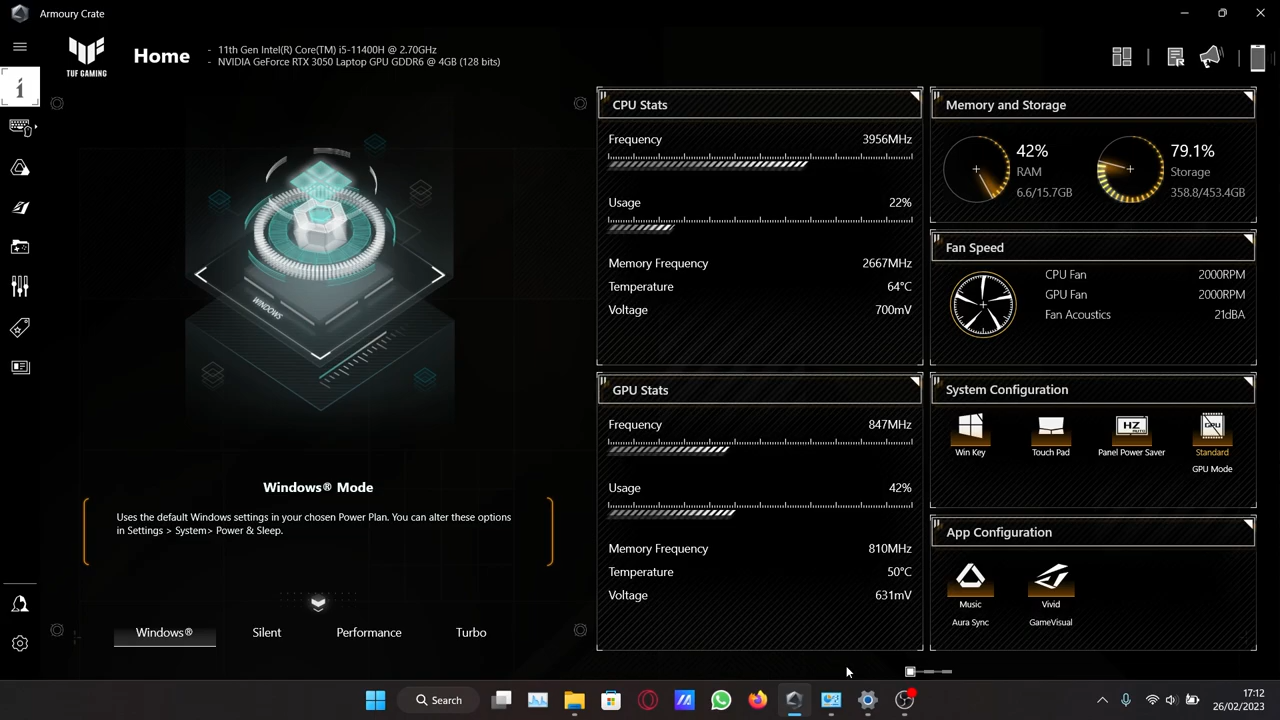 Armoury Crate
TUF GAMING
Home
- 11th Gen Intel(R) Core(TM) i5-11400H @ 2.70GHz
- NVIDIA GeForce RTX 3050 Laptop GPU GDDR6 @ 4GB (128 bits)
WINDOWS
Windows® Mode
Uses the default Windows settings in your chosen Power Plan. You can alter these options
in Settings > System> Power & Sleep.
Windows® Silent Performance Turbo
CPU Stats
Frequency 3956MHz
Usage 22%
Memory Frequency 2667MHz
Temperature 64°C
Voltage 700mV
GPU Stats
Frequency 847MHz
Usage 42%
Memory Frequency 810MHz
Temperature 50°C
Voltage 631mV
Memory and Storage
42% 79.1%
RAM Storage
6.6/15.7GB 358.8/453.4GB
Fan Speed
CPU Fan 2000RPM
GPU Fan 2000RPM
Fan Acoustics 21dBA
System Configuration
HZ GPU
Win Key Touch Pad Panel Power Saver Standard
GPU Mode
App Configuration
Music Vivid
Aura Sync GameVisual
Search
17:12
26/02/2023